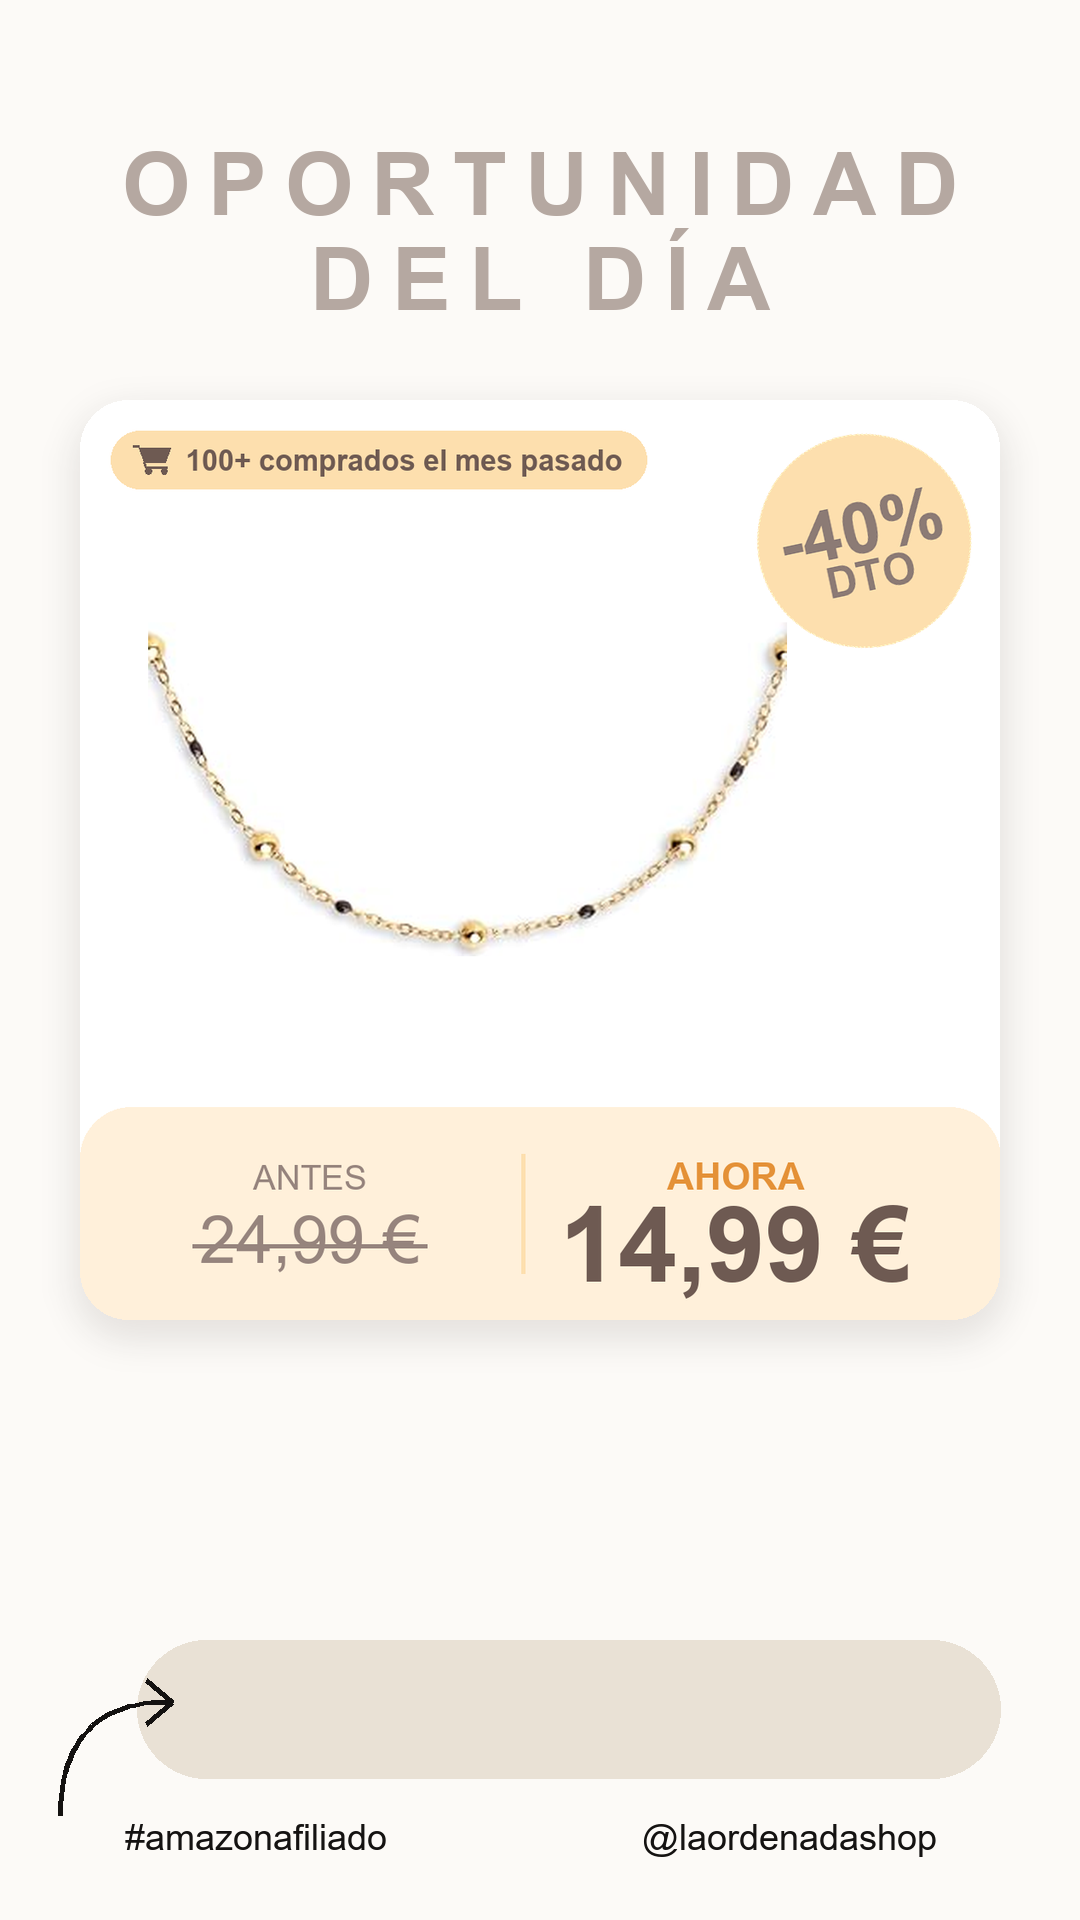 OPORTUNIDAD
DEL DÍA
100+ comprados el mes pasado
-40%
DTO
ANTES
24,99 €
AHORA
14,99 €
#amazonafiliado
@laordenadashop